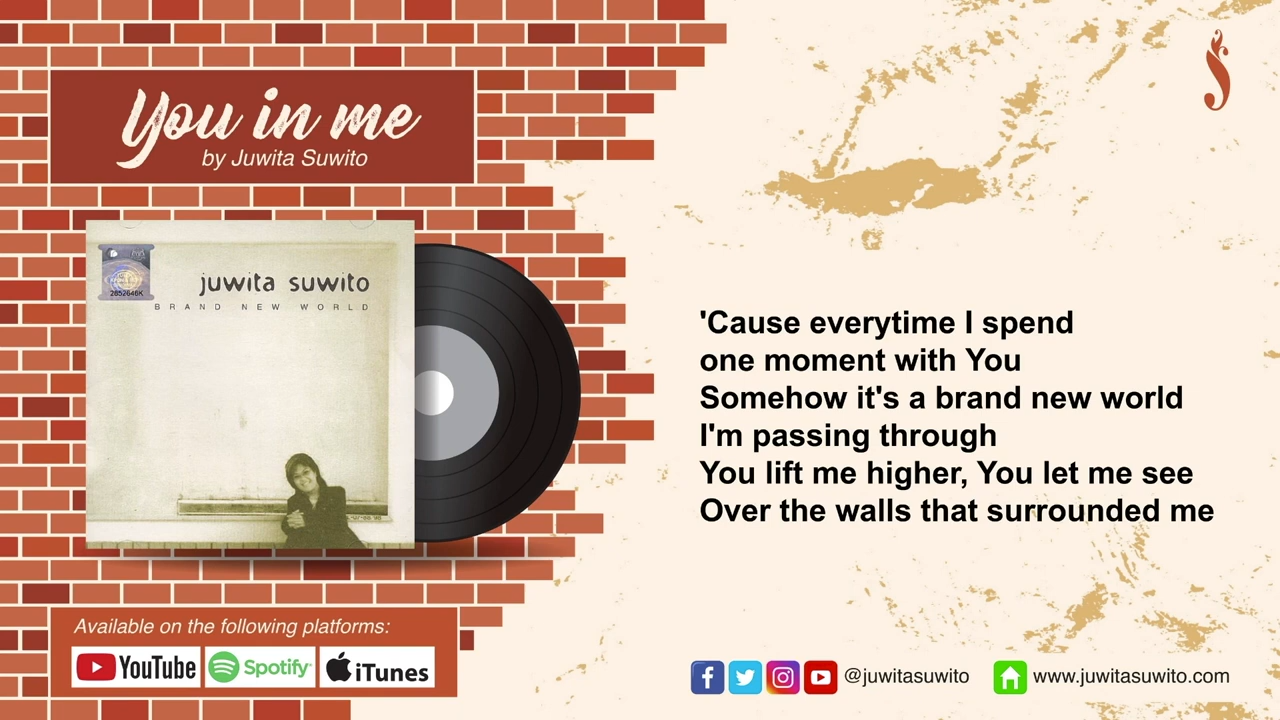 You in me
by Juwita Suwito
juwita suwito
BRAND NEW WORLD
2852646K
'Cause everytime I spend
one moment with You
Somehow it's a brand new world
I'm passing through
You lift me higher, You let me see
Over the walls that surrounded me
Available on the following platforms:
YouTube Spotify iTunes
@juwitasuwito www.juwitasuwito.com